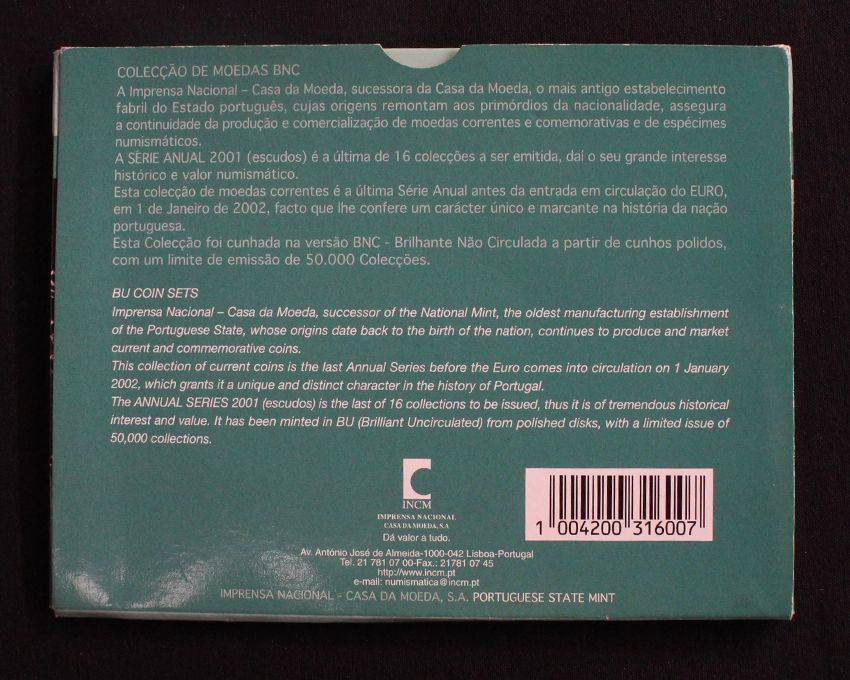 COLECÇÃO DE MOEDAS BNC
A Imprensa Nacional – Casa da Moeda, sucessora da Casa da Moeda, o mais antigo estabelecimento
fabril do Estado português, cujas origens remontam aos primórdios da nacionalidade, assegura
a continuidade da produção e comercialização de moedas correntes e comemorativas e de espécimes
numismáticos.
A SÉRIE ANUAL 2001 (escudos) é a última de 16 colecções a ser emitida, daí o seu grande interesse
histórico e valor numismático.
Esta colecção de moedas correntes é a última Série Anual antes da entrada em circulação do EURO,
em 1 de Janeiro de 2002, facto que lhe confere um carácter único e marcante na história da nação
portuguesa.
Esta Colecção foi cunhada na versão BNC - Brilhante Não Circulada a partir de cunhos polidos,
com um limite de emissão de 50.000 Colecções.
BU COIN SETS
Imprensa Nacional – Casa da Moeda, successor of the National Mint, the oldest manufacturing establishment
of the Portuguese State, whose origins date back to the birth of the nation, continues to produce and market
current and commemorative coins.
This collection of current coins is the last Annual Series before the Euro comes into circulation on 1 January
2002, which grants it a unique and distinct character in the history of Portugal.
The ANNUAL SERIES 2001 (escudos) is the last of 16 collections to be issued, thus it is of tremendous historical
interest and value. It has been minted in BU (Brilliant Uncirculated) from polished disks, with a limited issue of
50,000 collections.
INCM
IMPRENSA NACIONAL
CASA DA MOEDA, S.A
Dá valor a tudo.
1 004200 316007
Av. António José de Almeida-1000-042 Lisboa-Portugal
Tel. 21 781 07 00-Fax.: 21781 07 45
http://www.incm.pt
e-mail: numismatica@incm.pt
IMPRENSA NACIONAL - CASA DA MOEDA, S.A. PORTUGUESE STATE MINT